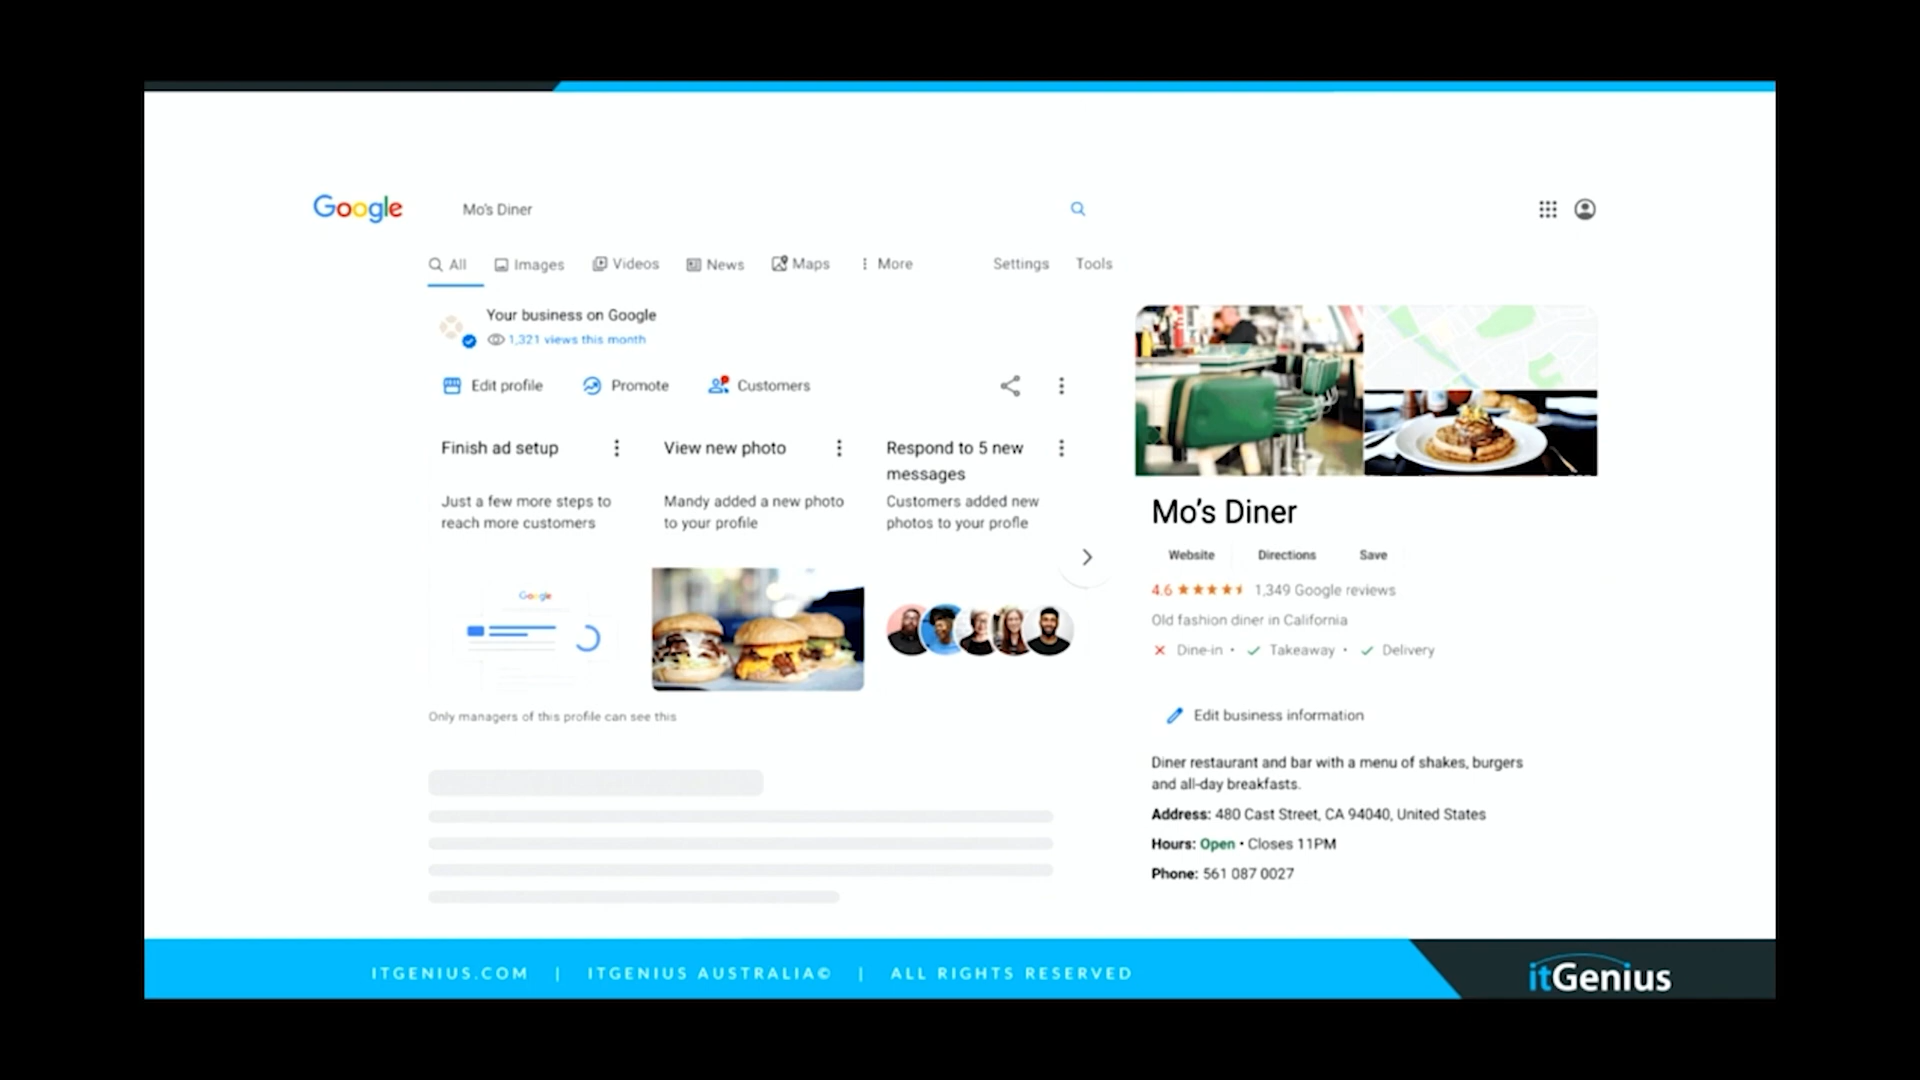 Google
Mo's Diner
All Images Videos News Maps More Settings Tools
Your business on Google
1,321 views this month
Edit profile Promote Customers
Finish ad setup
Just a few more steps to
reach more customers
Google
View new photo
Mandy added a new photo
to your profile
Respond to 5 new
messages
Customers added new
photos to your profle
Only managers of this profile can see this
Mo's Diner
Website Directions Save
4.6 1,349 Google reviews
Old fashion diner in California
Dine-in • Takeaway • Delivery
Edit business information
Diner restaurant and bar with a menu of shakes, burgers
and all-day breakfasts.
Address: 480 Cast Street, CA 94040, United States
Hours: Open • Closes 11PM
Phone: 561 087 0027
ITGENIUS.COM | ITGENIUS AUSTRALIA© | ALL RIGHTS RESERVED
itGenius